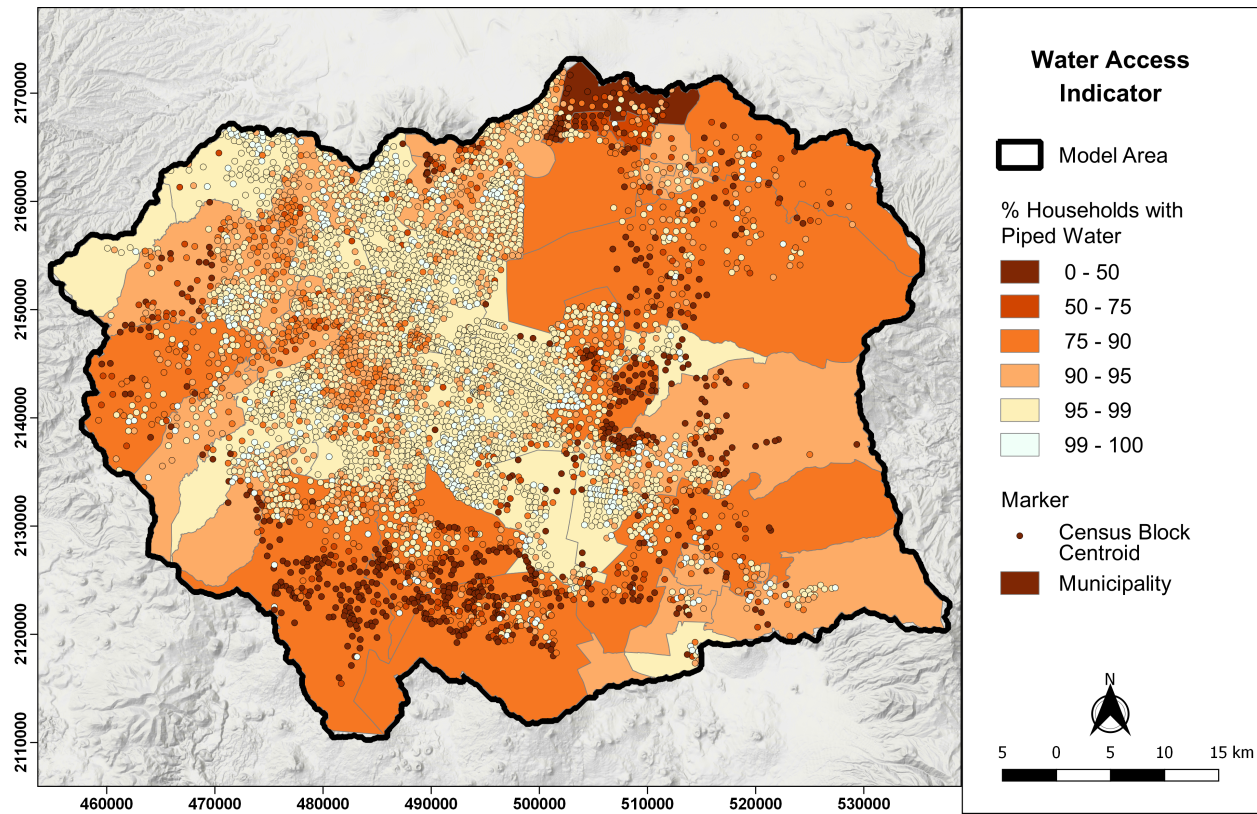 Water Access
Indicator
Model Area
% Households with
Piped Water
0 - 50
50 - 75
75 - 90
90 - 95
95 - 99
99 - 100
Marker
Census Block
Centroid
Municipality
N
5 0 5 10 15 km
2170000
2160000
2150000
2140000
2130000
2120000
2110000
460000 470000 480000 490000 500000 510000 520000 530000